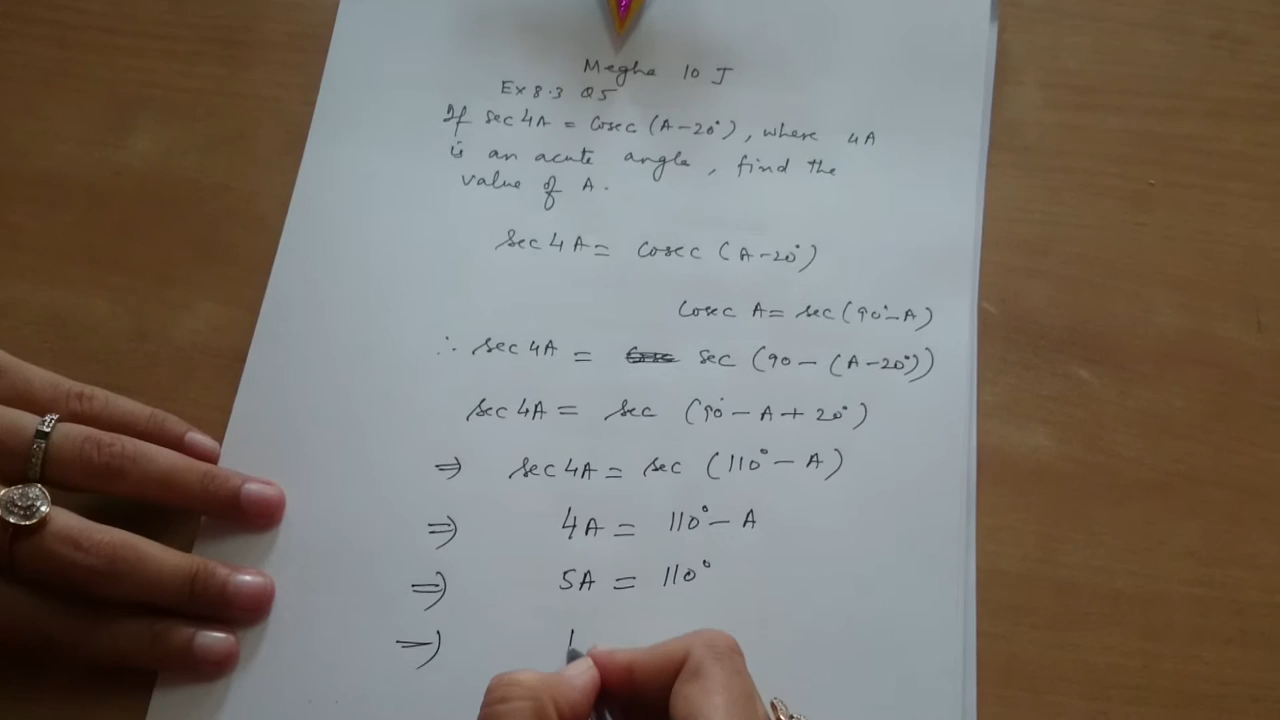 Megha 10 J
Ex 8.3 Q5
If sec 4A = Cosec (A-20°), where 4A
is an acute angle, find the
value of A.
sec 4A = cosec (A-20°)
Cosec A = sec (90°-A)
∴ sec 4A = sec (90 - (A-20°))
sec 4A = sec (90° - A + 20°)
⇒ sec 4A = sec (110° - A)
⇒ 4A = 110° - A
⇒ 5A = 110°
⇒